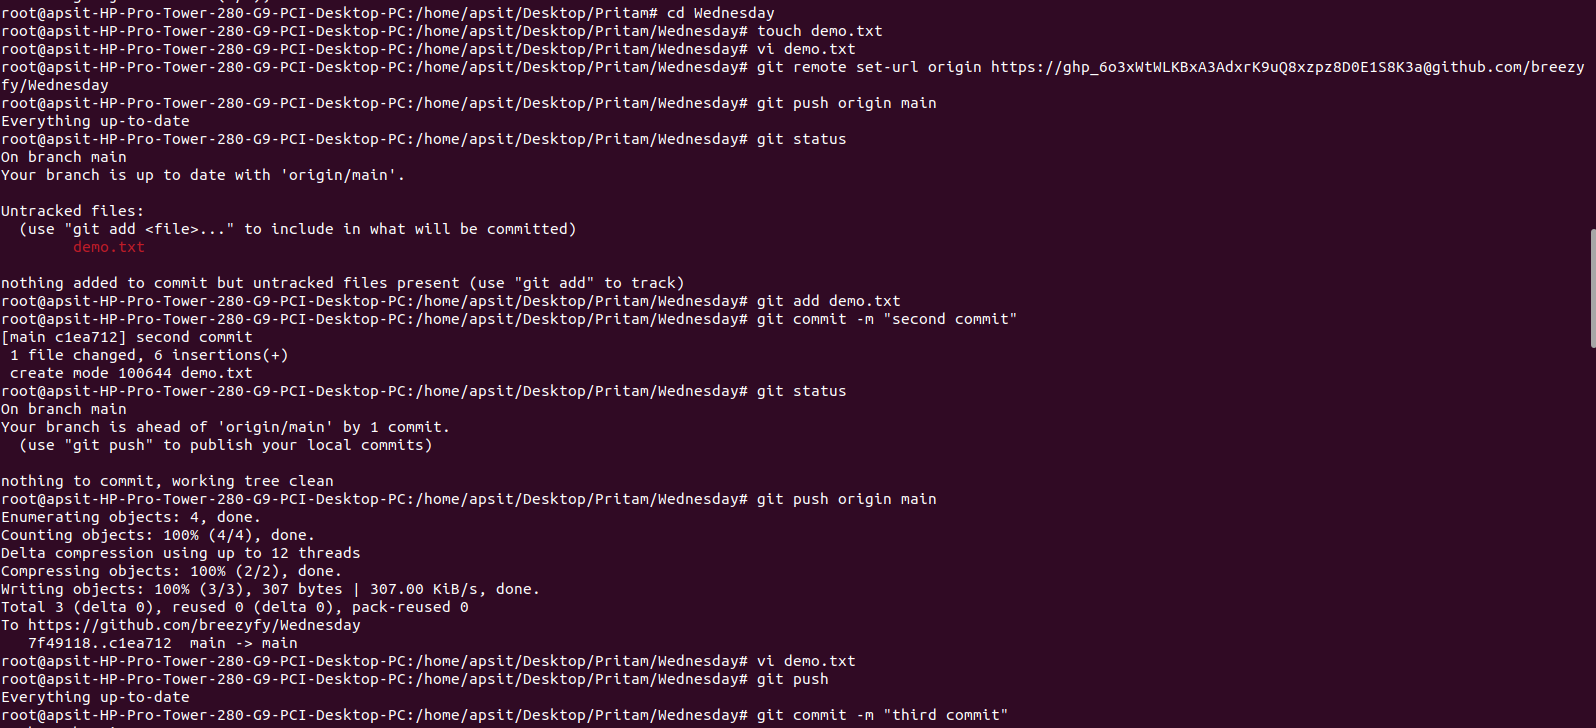 root@apsit-HP-Pro-Tower-280-G9-PCI-Desktop-PC:/home/apsit/Desktop/Pritam# cd Wednesday
root@apsit-HP-Pro-Tower-280-G9-PCI-Desktop-PC:/home/apsit/Desktop/Pritam/Wednesday# touch demo.txt
root@apsit-HP-Pro-Tower-280-G9-PCI-Desktop-PC:/home/apsit/Desktop/Pritam/Wednesday# vi demo.txt
root@apsit-HP-Pro-Tower-280-G9-PCI-Desktop-PC:/home/apsit/Desktop/Pritam/Wednesday# git remote set-url origin https://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@github.com/breezy
fy/Wednesday
root@apsit-HP-Pro-Tower-280-G9-PCI-Desktop-PC:/home/apsit/Desktop/Pritam/Wednesday# git push origin main
Everything up-to-date
root@apsit-HP-Pro-Tower-280-G9-PCI-Desktop-PC:/home/apsit/Desktop/Pritam/Wednesday# git status
On branch main
Your branch is up to date with 'origin/main'.

Untracked files:
  (use "git add <file>..." to include in what will be committed)
        demo.txt

nothing added to commit but untracked files present (use "git add" to track)
root@apsit-HP-Pro-Tower-280-G9-PCI-Desktop-PC:/home/apsit/Desktop/Pritam/Wednesday# git add demo.txt
root@apsit-HP-Pro-Tower-280-G9-PCI-Desktop-PC:/home/apsit/Desktop/Pritam/Wednesday# git commit -m "second commit"
[main c1ea712] second commit
 1 file changed, 6 insertions(+)
 create mode 100644 demo.txt
root@apsit-HP-Pro-Tower-280-G9-PCI-Desktop-PC:/home/apsit/Desktop/Pritam/Wednesday# git status
On branch main
Your branch is ahead of 'origin/main' by 1 commit.
  (use "git push" to publish your local commits)

nothing to commit, working tree clean
root@apsit-HP-Pro-Tower-280-G9-PCI-Desktop-PC:/home/apsit/Desktop/Pritam/Wednesday# git push origin main
Enumerating objects: 4, done.
Counting objects: 100% (4/4), done.
Delta compression using up to 12 threads
Compressing objects: 100% (2/2), done.
Writing objects: 100% (3/3), 307 bytes | 307.00 KiB/s, done.
Total 3 (delta 0), reused 0 (delta 0), pack-reused 0
To https://github.com/breezyfy/Wednesday
   7f49118..c1ea712  main -> main
root@apsit-HP-Pro-Tower-280-G9-PCI-Desktop-PC:/home/apsit/Desktop/Pritam/Wednesday# vi demo.txt
root@apsit-HP-Pro-Tower-280-G9-PCI-Desktop-PC:/home/apsit/Desktop/Pritam/Wednesday# git push
Everything up-to-date
root@apsit-HP-Pro-Tower-280-G9-PCI-Desktop-PC:/home/apsit/Desktop/Pritam/Wednesday# git commit -m "third commit"